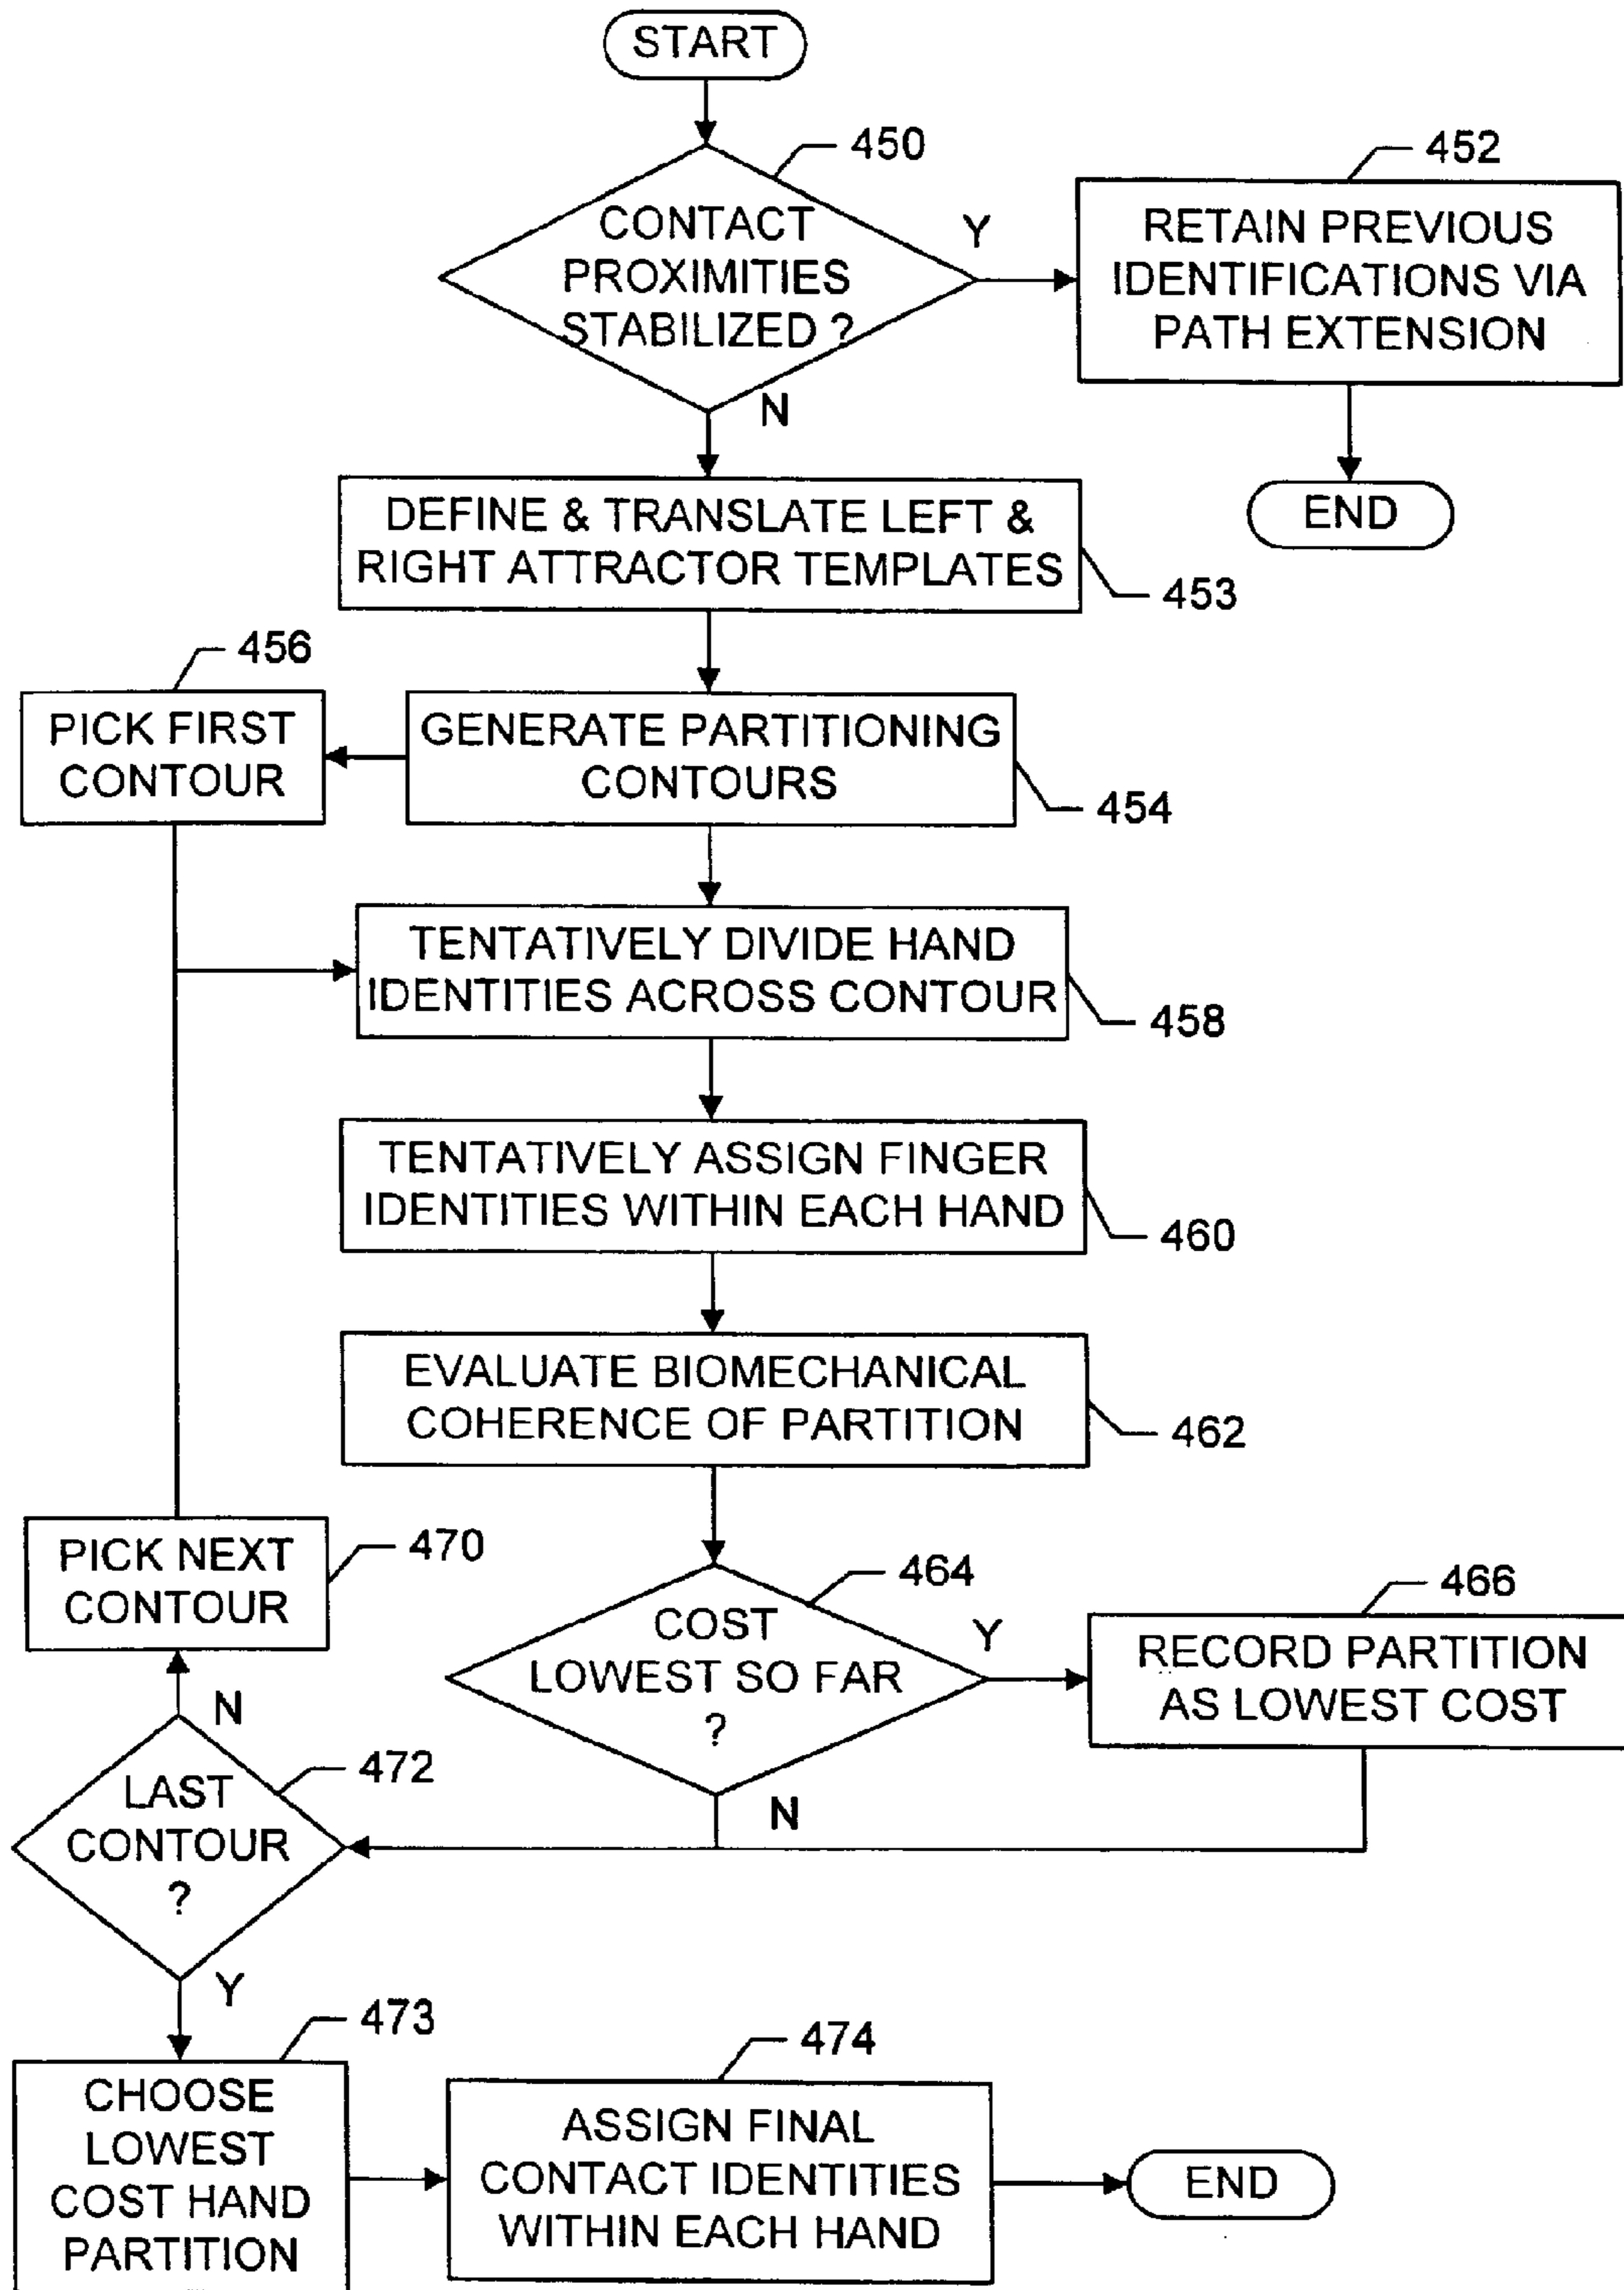 START
450
CONTACT
PROXIMITIES
STABILIZED ?
Y
N
452
RETAIN PREVIOUS
IDENTIFICATIONS VIA
PATH EXTENSION
END
DEFINE & TRANSLATE LEFT &
RIGHT ATTRACTOR TEMPLATES
453
456
PICK FIRST
CONTOUR
GENERATE PARTITIONING
CONTOURS
454
TENTATIVELY DIVIDE HAND
IDENTITIES ACROSS CONTOUR
458
TENTATIVELY ASSIGN FINGER
IDENTITIES WITHIN EACH HAND
460
EVALUATE BIOMECHANICAL
COHERENCE OF PARTITION
462
PICK NEXT
CONTOUR
470
464
COST
LOWEST SO FAR
?
Y
N
466
RECORD PARTITION
AS LOWEST COST
N
472
LAST
CONTOUR
?
Y
473
CHOOSE
LOWEST
COST HAND
PARTITION
474
ASSIGN FINAL
CONTACT IDENTITIES
WITHIN EACH HAND
END